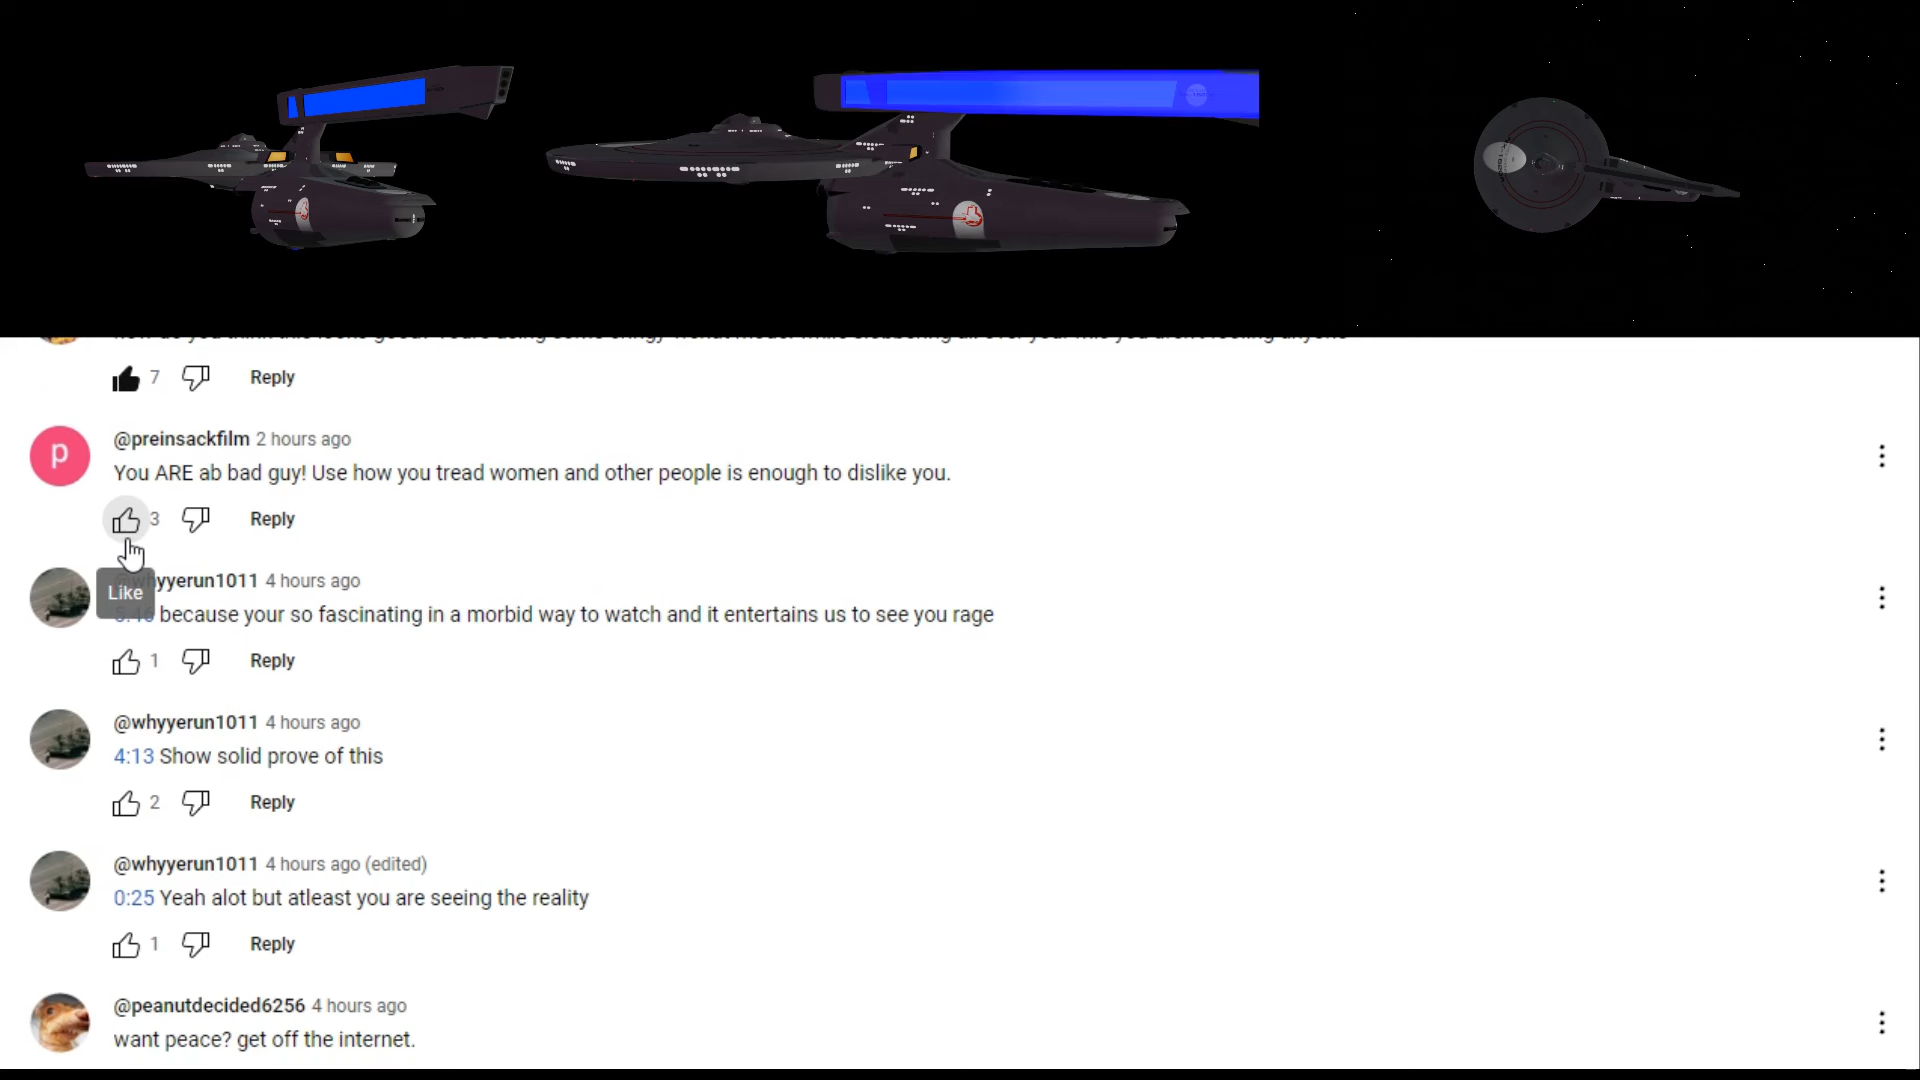 7
Reply
@preinsackfilm 2 hours ago
You ARE ab bad guy! Use how you tread women and other people is enough to dislike you.
3
Reply
@whyyerun1011 4 hours ago
Like
because your so fascinating in a morbid way to watch and it entertains us to see you rage
1
Reply
@whyyerun1011 4 hours ago
4:13 Show solid prove of this
2
Reply
@whyyerun1011 4 hours ago (edited)
0:25 Yeah alot but atleast you are seeing the reality
1
Reply
@peanutdecided6256 4 hours ago
want peace? get off the internet.
p